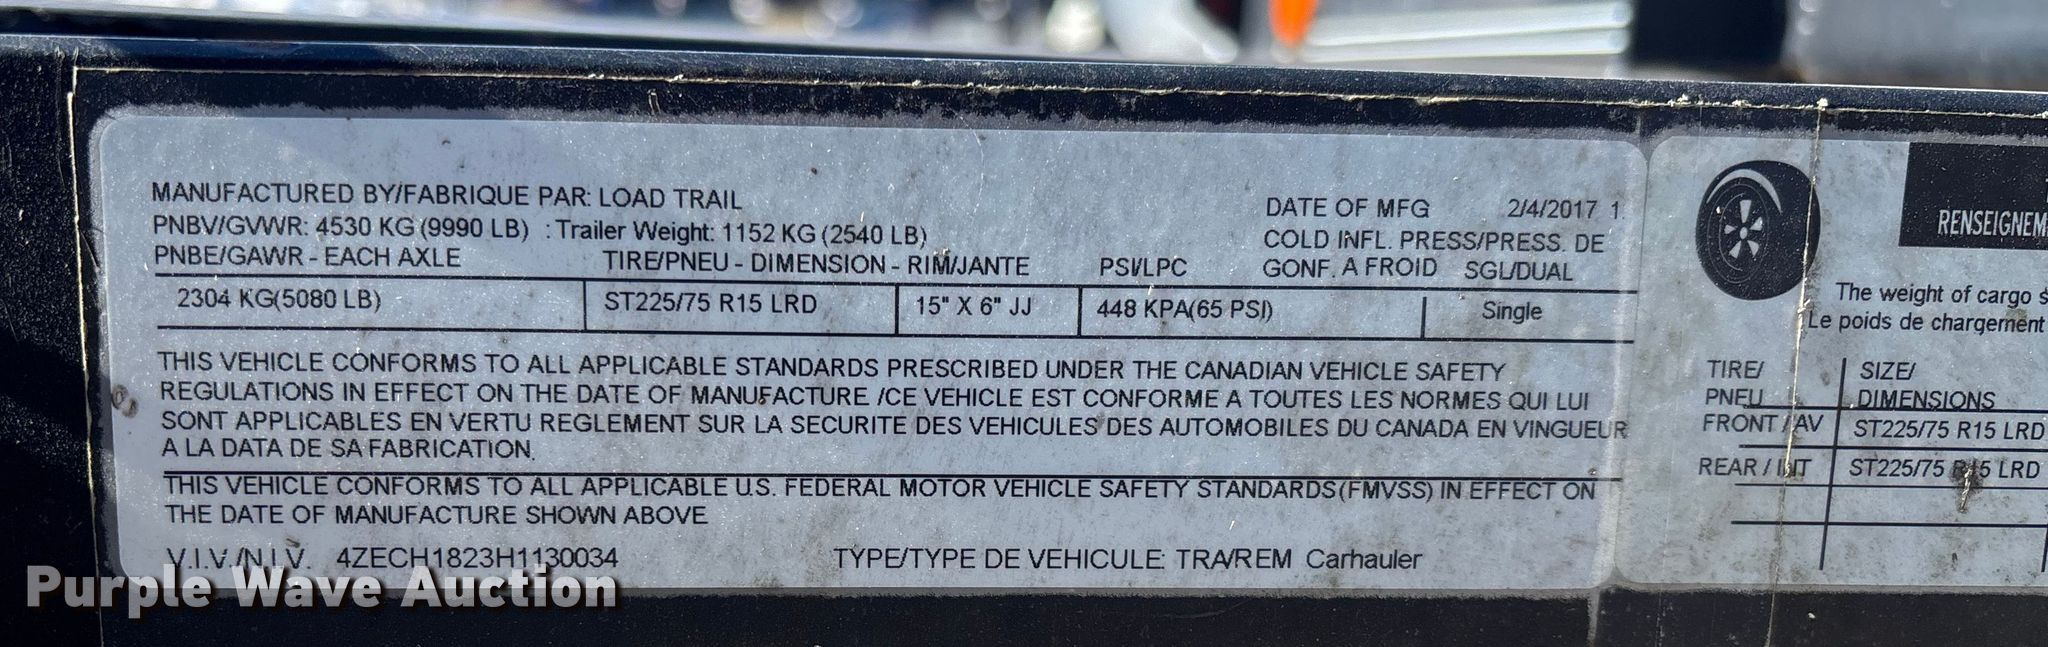 MANUFACTURED BY/FABRIQUE PAR: LOAD TRAIL
PNBV/GVWR: 4530 KG (9990 LB) : Trailer Weight: 1152 KG (2540 LB)
DATE OF MFG 2/4/2017 1
COLD INFL. PRESS/PRESS. DE
PNBE/GAWR - EACH AXLE TIRE/PNEU - DIMENSION - RIM/JANTE PSI/LPC GONF. A FROID SGL/DUAL
2304 KG(5080 LB) ST225/75 R15 LRD 15" X 6" JJ 448 KPA(65 PSI) Single
THIS VEHICLE CONFORMS TO ALL APPLICABLE STANDARDS PRESCRIBED UNDER THE CANADIAN VEHICLE SAFETY
REGULATIONS IN EFFECT ON THE DATE OF MANUFACTURE /CE VEHICLE EST CONFORME A TOUTES LES NORMES QUI LUI
SONT APPLICABLES EN VERTU REGLEMENT SUR LA SECURITE DES VEHICULES DES AUTOMOBILES DU CANADA EN VINGUEUR
A LA DATA DE SA FABRICATION.
THIS VEHICLE CONFORMS TO ALL APPLICABLE U.S. FEDERAL MOTOR VEHICLE SAFETY STANDARDS(FMVSS) IN EFFECT ON
THE DATE OF MANUFACTURE SHOWN ABOVE
V.I.V./N.I.V. 4ZECH1823H1130034 TYPE/TYPE DE VEHICULE: TRA/REM Carhauler
RENSEIGNEM
The weight of cargo
Le poids de chargement
TIRE/ SIZE/
PNEU DIMENSIONS
FRONT / AV ST225/75 R15 LRD
REAR / INT ST225/75 R15 LRD
Purple Wave Auction